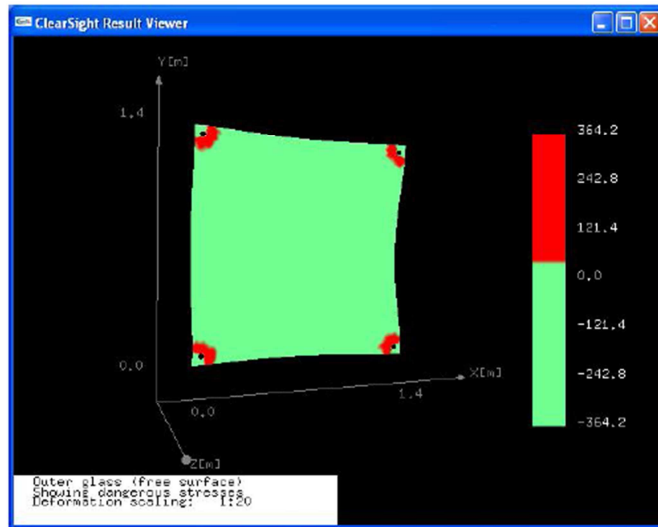 ClearSight Result Viewer
Y[m]
1.4
364.2
242.8
121.4
0.0
-121.4
-242.8
-364.2
0.0
X[m]
0.0
1.4
Z[m]
Outer glass (free surface)
Showing dangerous stresses
Deformation scaling: 1:20